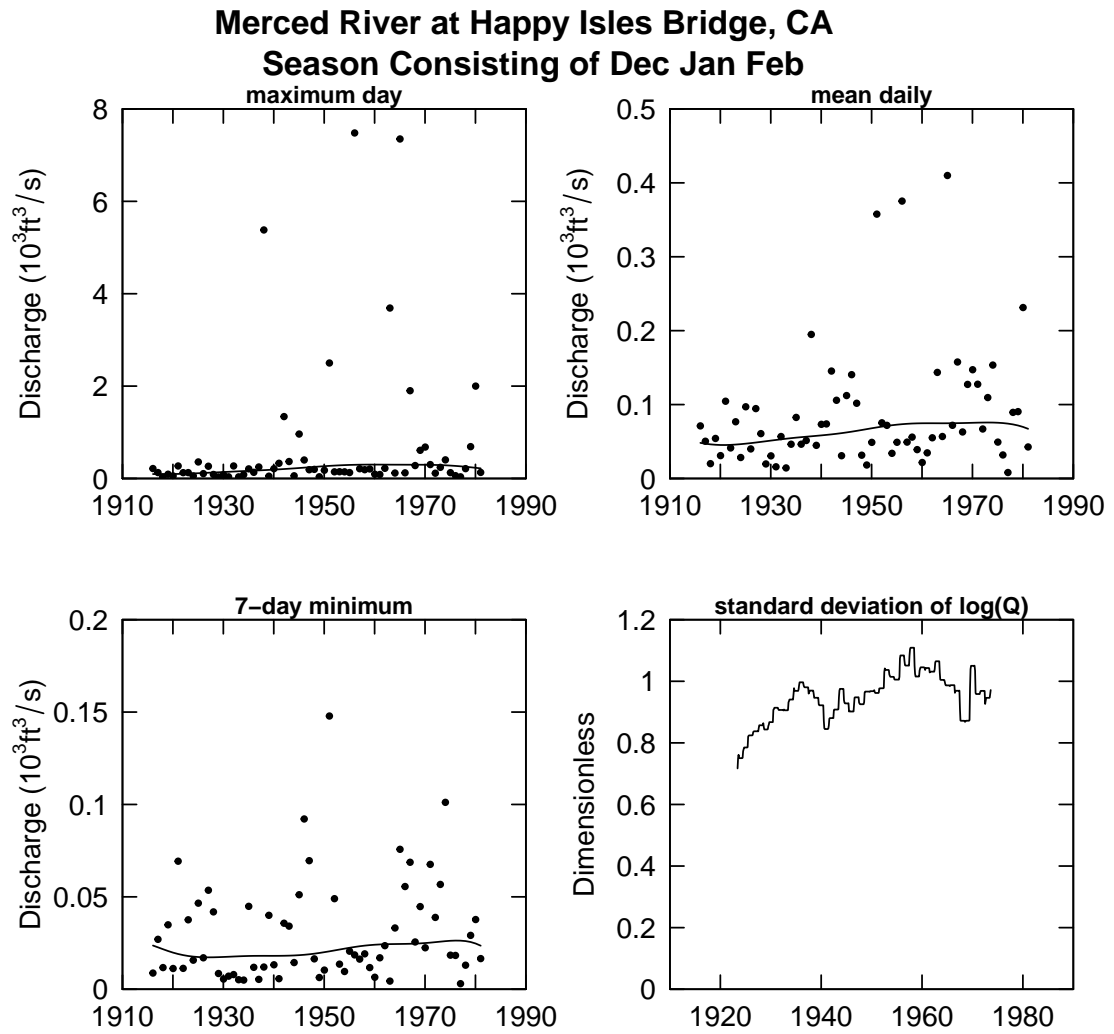 Merced River at Happy Isles Bridge, CA
Season Consisting of Dec Jan Feb
maximum day
Discharge (10³ft³/s)
8
6
4
2
0
1910 1930 1950 1970 1990
mean daily
Discharge (10³ft³/s)
0.5
0.4
0.3
0.2
0.1
0
1910 1930 1950 1970 1990
7−day minimum
Discharge (10³ft³/s)
0.2
0.15
0.1
0.05
0
1910 1930 1950 1970 1990
standard deviation of log(Q)
Dimensionless
1.2
1
0.8
0.6
0.4
0.2
0
1920 1940 1960 1980